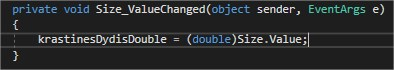 private void Size_ValueChanged(object sender, EventArgs e)
{
krastinesDydisDouble = (double)Size.Value;
}